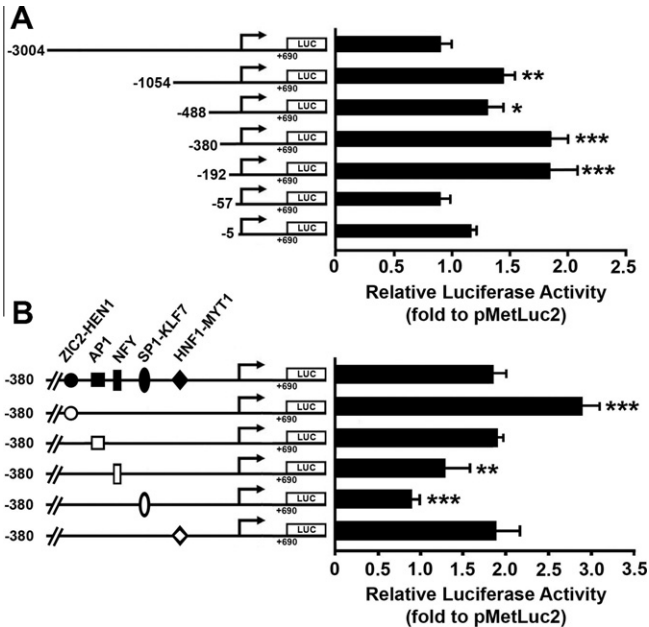 A
-3004 +690 LUC
-1054 +690 LUC **
-488 +690 LUC *
-380 +690 LUC ***
-192 +690 LUC ***
-57 +690 LUC
-5 +690 LUC
0 0.5 1.0 1.5 2.0 2.5
Relative Luciferase Activity
(fold to pMetLuc2)
B
ZIC2-HEN1 AP1 NFY SP1-KLF7 HNF1-MYT1
-380 +690 LUC
-380 +690 LUC ***
-380 +690 LUC
-380 +690 LUC **
-380 +690 LUC ***
-380 +690 LUC
0 0.5 1.0 1.5 2.0 2.5 3.0 3.5
Relative Luciferase Activity
(fold to pMetLuc2)